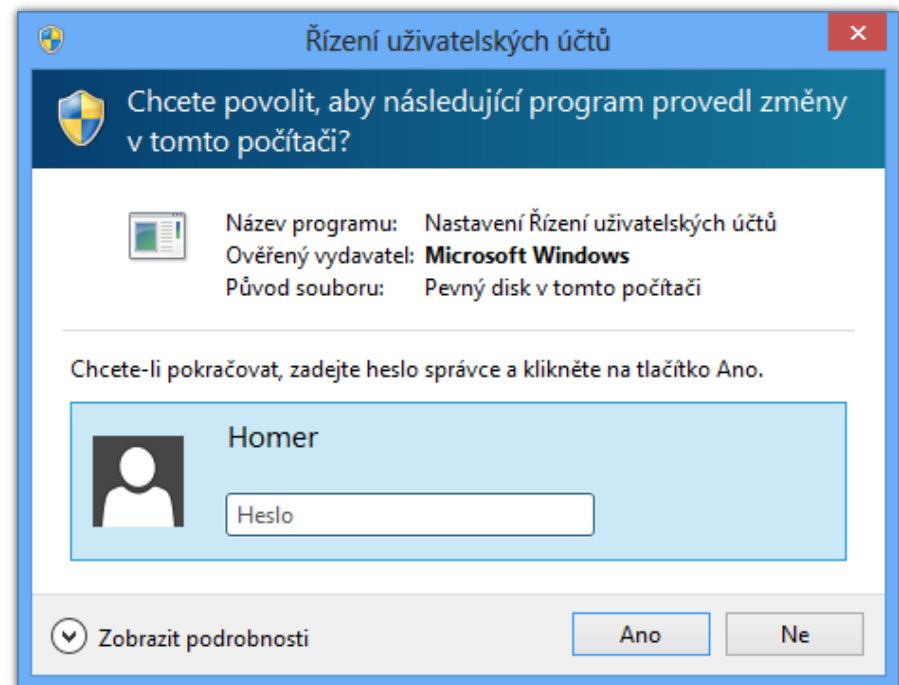 Řízení uživatelských účtů
Chcete povolit, aby následující program provedl změny
v tomto počítači?
Název programu: Nastavení Řízení uživatelských účtů
Ověřený vydavatel: Microsoft Windows
Původ souboru: Pevný disk v tomto počítači
Chcete-li pokračovat, zadejte heslo správce a klikněte na tlačítko Ano.
Homer
Heslo
Zobrazit podrobnosti
Ano
Ne